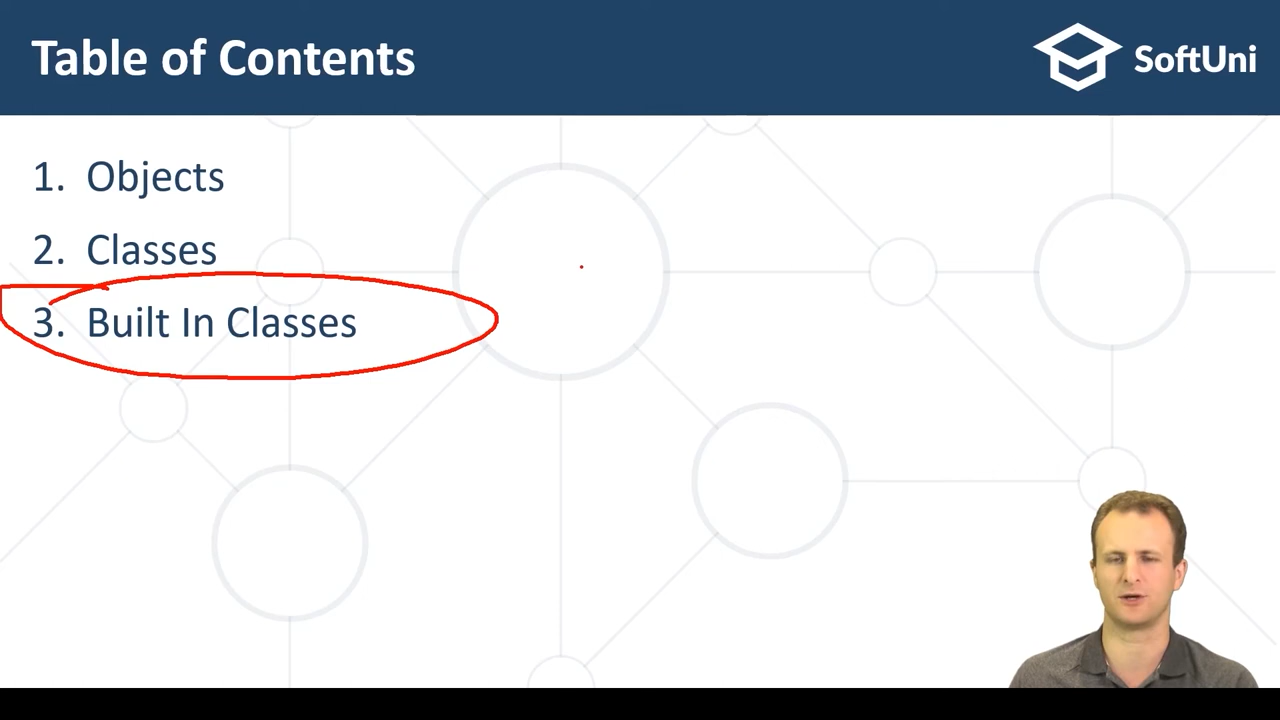 Table of Contents
SoftUni
1. Objects
2. Classes
3. Built In Classes